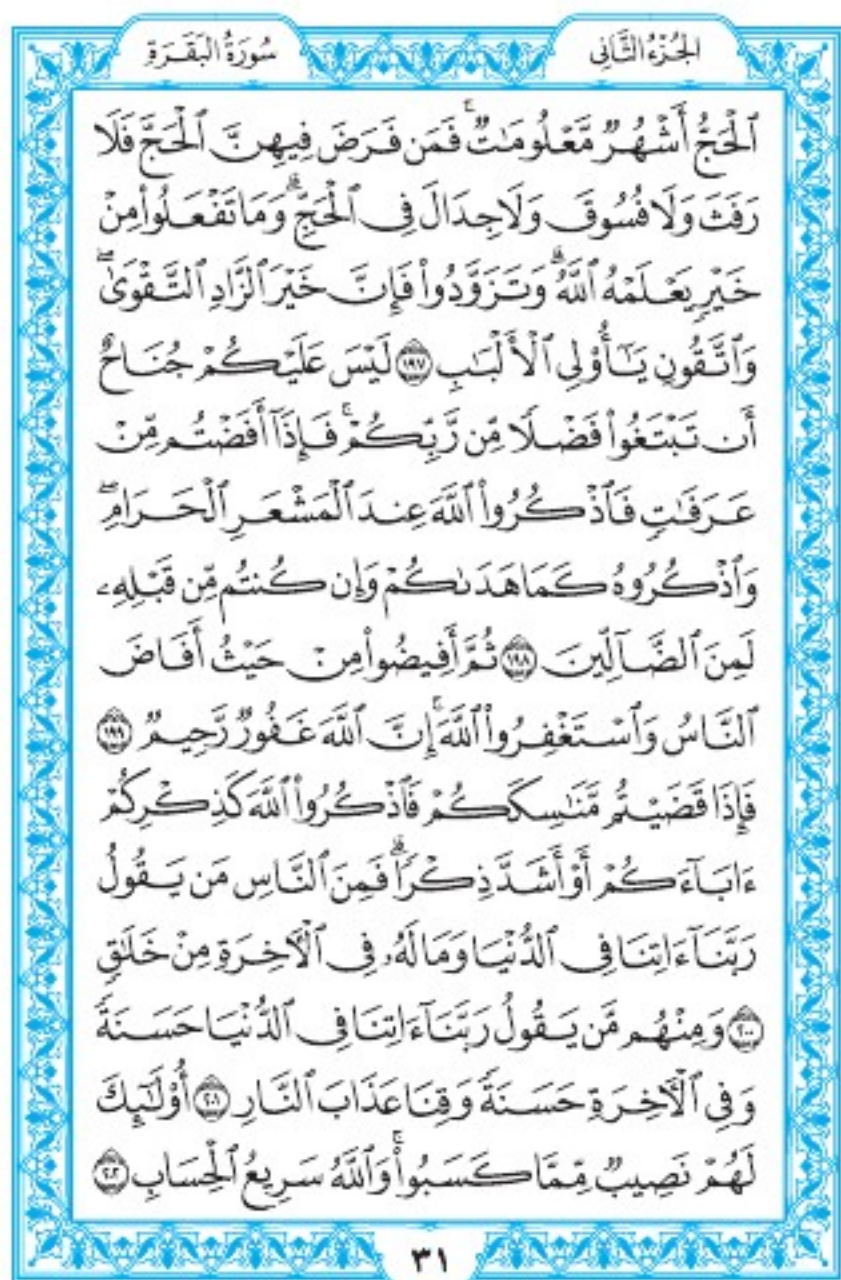 الجُزْءُ الثَّانِي
سُورَةُ البَقَرَةِ
ٱلْحَجُّ أَشْهُرٌ مَّعْلُومَٰتٌ ۚ فَمَن فَرَضَ فِيهِنَّ ٱلْحَجَّ فَلَا
رَفَثَ وَلَا فُسُوقَ وَلَا جِدَالَ فِى ٱلْحَجِّ ۗ وَمَا تَفْعَلُوا۟ مِنْ
خَيْرٍ يَعْلَمْهُ ٱللَّهُ ۗ وَتَزَوَّدُوا۟ فَإِنَّ خَيْرَ ٱلزَّادِ ٱلتَّقْوَىٰ ۖ
وَٱتَّقُونِ يَٰٓأُو۟لِى ٱلْأَلْبَٰبِ ١٩٧ لَيْسَ عَلَيْكُمْ جُنَاحٌ
أَن تَبْتَغُوا۟ فَضْلًا مِّن رَّبِّكُمْ ۚ فَإِذَآ أَفَضْتُم مِّنْ
عَرَفَٰتٍ فَٱذْكُرُوا۟ ٱللَّهَ عِندَ ٱلْمَشْعَرِ ٱلْحَرَامِ ۖ
وَٱذْكُرُوهُ كَمَا هَدَىٰكُمْ وَإِن كُنتُم مِّن قَبْلِهِۦ
لَمِنَ ٱلضَّآلِّينَ ١٩٨ ثُمَّ أَفِيضُوا۟ مِنْ حَيْثُ أَفَاضَ
ٱلنَّاسُ وَٱسْتَغْفِرُوا۟ ٱللَّهَ ۚ إِنَّ ٱللَّهَ غَفُورٌ رَّحِيمٌ ١٩٩
فَإِذَا قَضَيْتُم مَّنَٰسِكَكُمْ فَٱذْكُرُوا۟ ٱللَّهَ كَذِكْرِكُمْ
ءَابَآءَكُمْ أَوْ أَشَدَّ ذِكْرًا ۗ فَمِنَ ٱلنَّاسِ مَن يَقُولُ
رَبَّنَآ ءَاتِنَا فِى ٱلدُّنْيَا وَمَا لَهُۥ فِى ٱلْءَاخِرَةِ مِنْ خَلَٰقٍ
٢٠٠ وَمِنْهُم مَّن يَقُولُ رَبَّنَآ ءَاتِنَا فِى ٱلدُّنْيَا حَسَنَةً
وَفِى ٱلْءَاخِرَةِ حَسَنَةً وَقِنَا عَذَابَ ٱلنَّارِ ٢٠١ أُو۟لَٰٓئِكَ
لَهُمْ نَصِيبٌ مِّمَّا كَسَبُوا۟ ۚ وَٱللَّهُ سَرِيعُ ٱلْحِسَابِ ٢٠٢
٣١